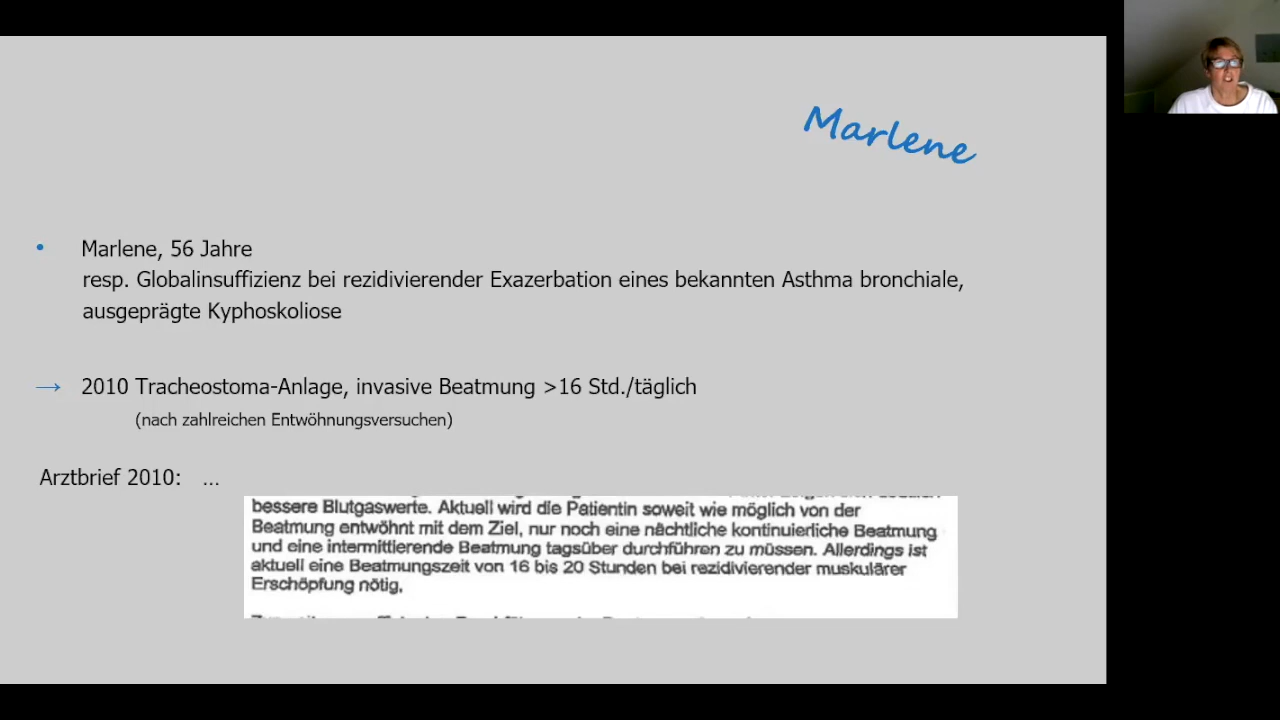 Marlene
• Marlene, 56 Jahre
resp. Globalinsuffizienz bei rezidivierender Exazerbation eines bekannten Asthma bronchiale,
ausgeprägte Kyphoskoliose
→ 2010 Tracheostoma-Anlage, invasive Beatmung >16 Std./täglich
(nach zahlreichen Entwöhnungsversuchen)
Arztbrief 2010: ...
bessere Blutgaswerte. Aktuell wird die Patientin soweit wie möglich von der
Beatmung entwöhnt mit dem Ziel, nur noch eine nächtliche kontinuierliche Beatmung
und eine intermittierende Beatmung tagsüber durchführen zu müssen. Allerdings ist
aktuell eine Beatmungszeit von 16 bis 20 Stunden bei rezidivierender muskulärer
Erschöpfung nötig.